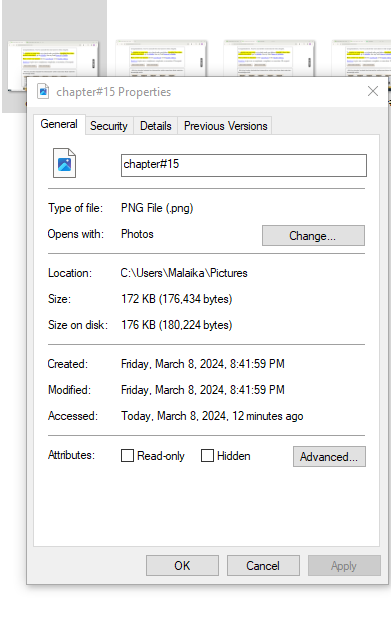 chapter#15 Properties
General Security Details Previous Versions
chapter#15
Type of file: PNG File (.png)
Opens with: Photos Change...
Location: C:\Users\Malaika\Pictures
Size: 172 KB (176,434 bytes)
Size on disk: 176 KB (180,224 bytes)
Created: Friday, March 8, 2024, 8:41:59 PM
Modified: Friday, March 8, 2024, 8:41:59 PM
Accessed: Today, March 8, 2024, 12 minutes ago
Attributes: Read-only Hidden Advanced...
OK Cancel Apply